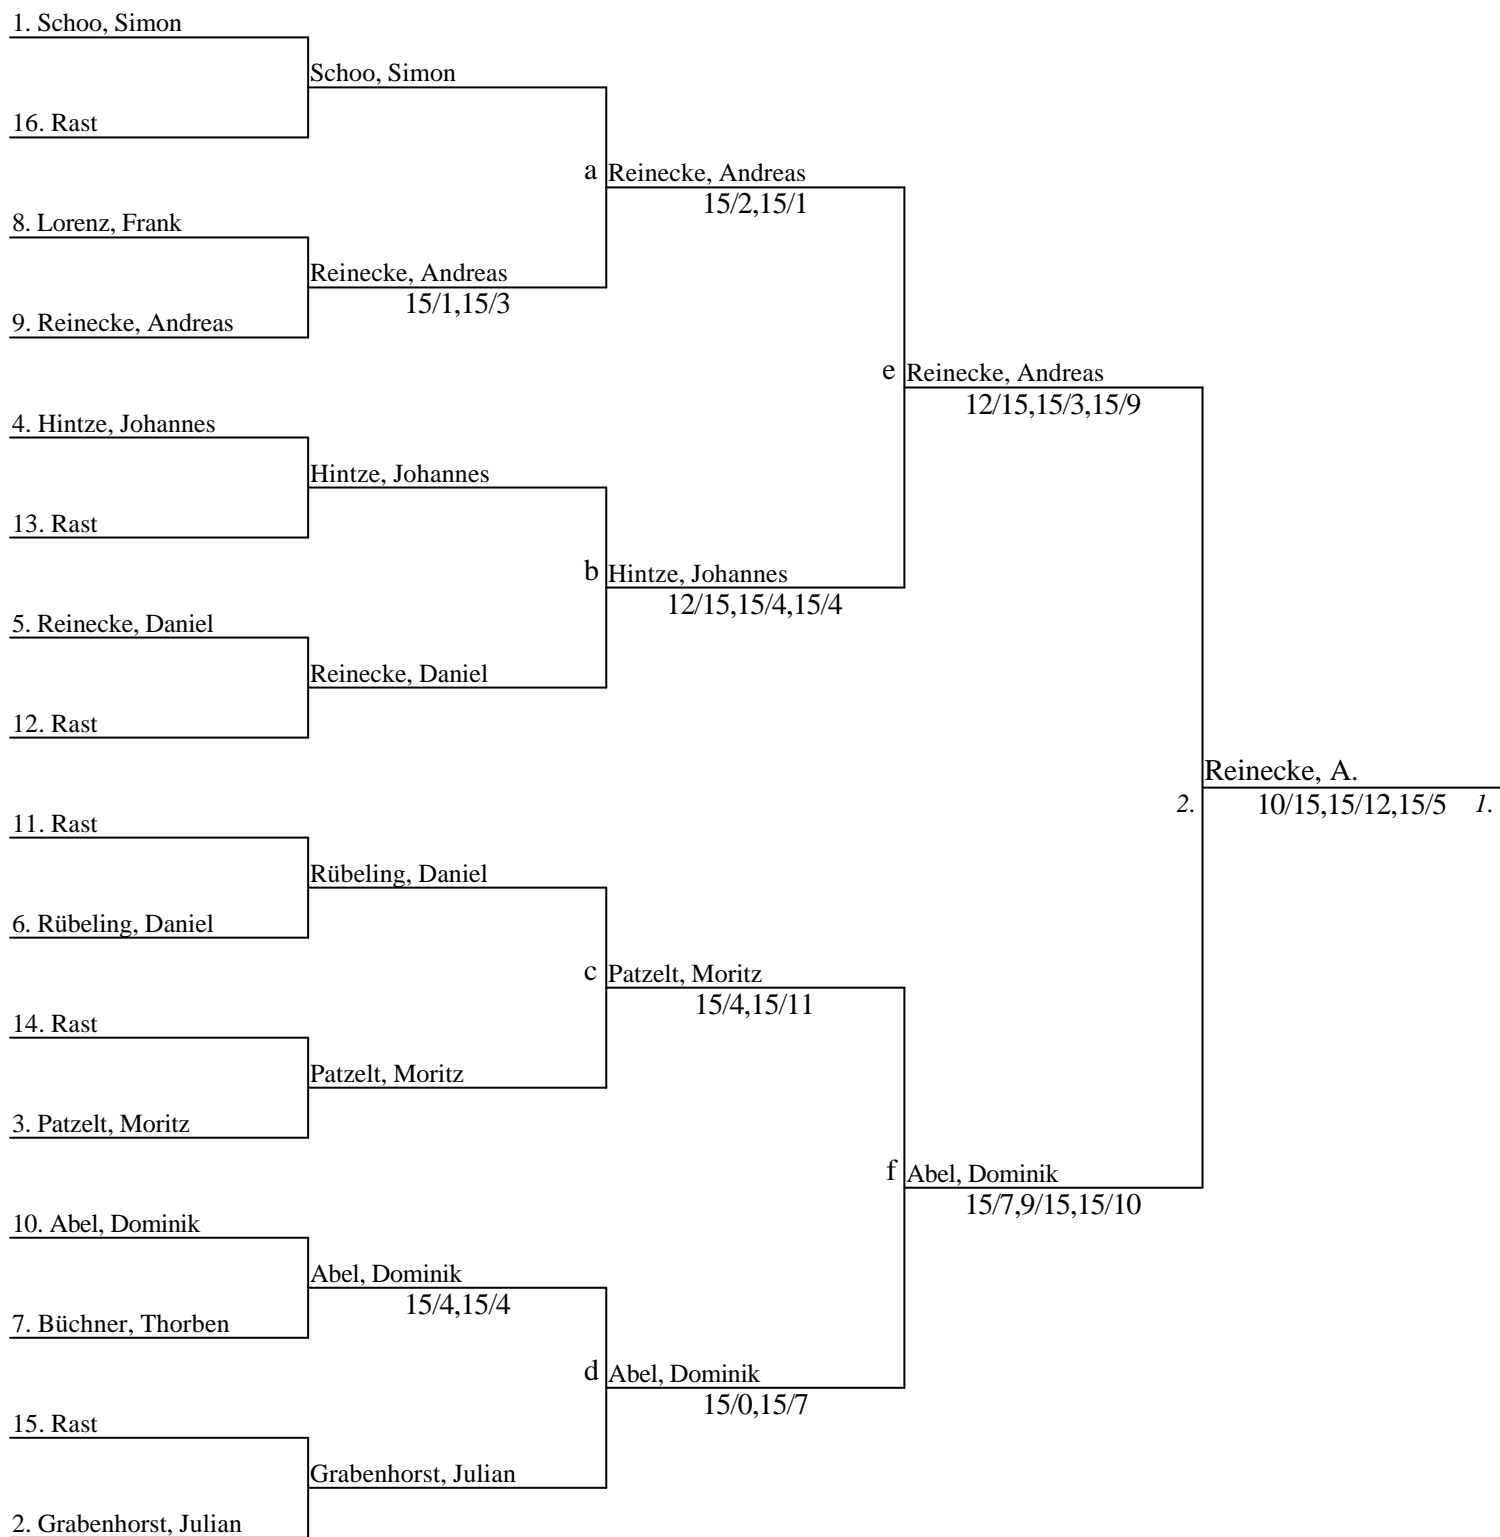 1. Schoo, Simon
Schoo, Simon
16. Rast
a Reinecke, Andreas
15/2,15/1
8. Lorenz, Frank
Reinecke, Andreas
15/1,15/3
9. Reinecke, Andreas
e Reinecke, Andreas
12/15,15/3,15/9
4. Hintze, Johannes
Hintze, Johannes
13. Rast
b Hintze, Johannes
12/15,15/4,15/4
5. Reinecke, Daniel
Reinecke, Daniel
12. Rast
Reinecke, A.
2. 10/15,15/12,15/5 1.
11. Rast
Rübeling, Daniel
6. Rübeling, Daniel
c Patzelt, Moritz
15/4,15/11
14. Rast
Patzelt, Moritz
3. Patzelt, Moritz
f Abel, Dominik
15/7,9/15,15/10
10. Abel, Dominik
Abel, Dominik
15/4,15/4
7. Büchner, Thorben
d Abel, Dominik
15/0,15/7
15. Rast
Grabenhorst, Julian
2. Grabenhorst, Julian